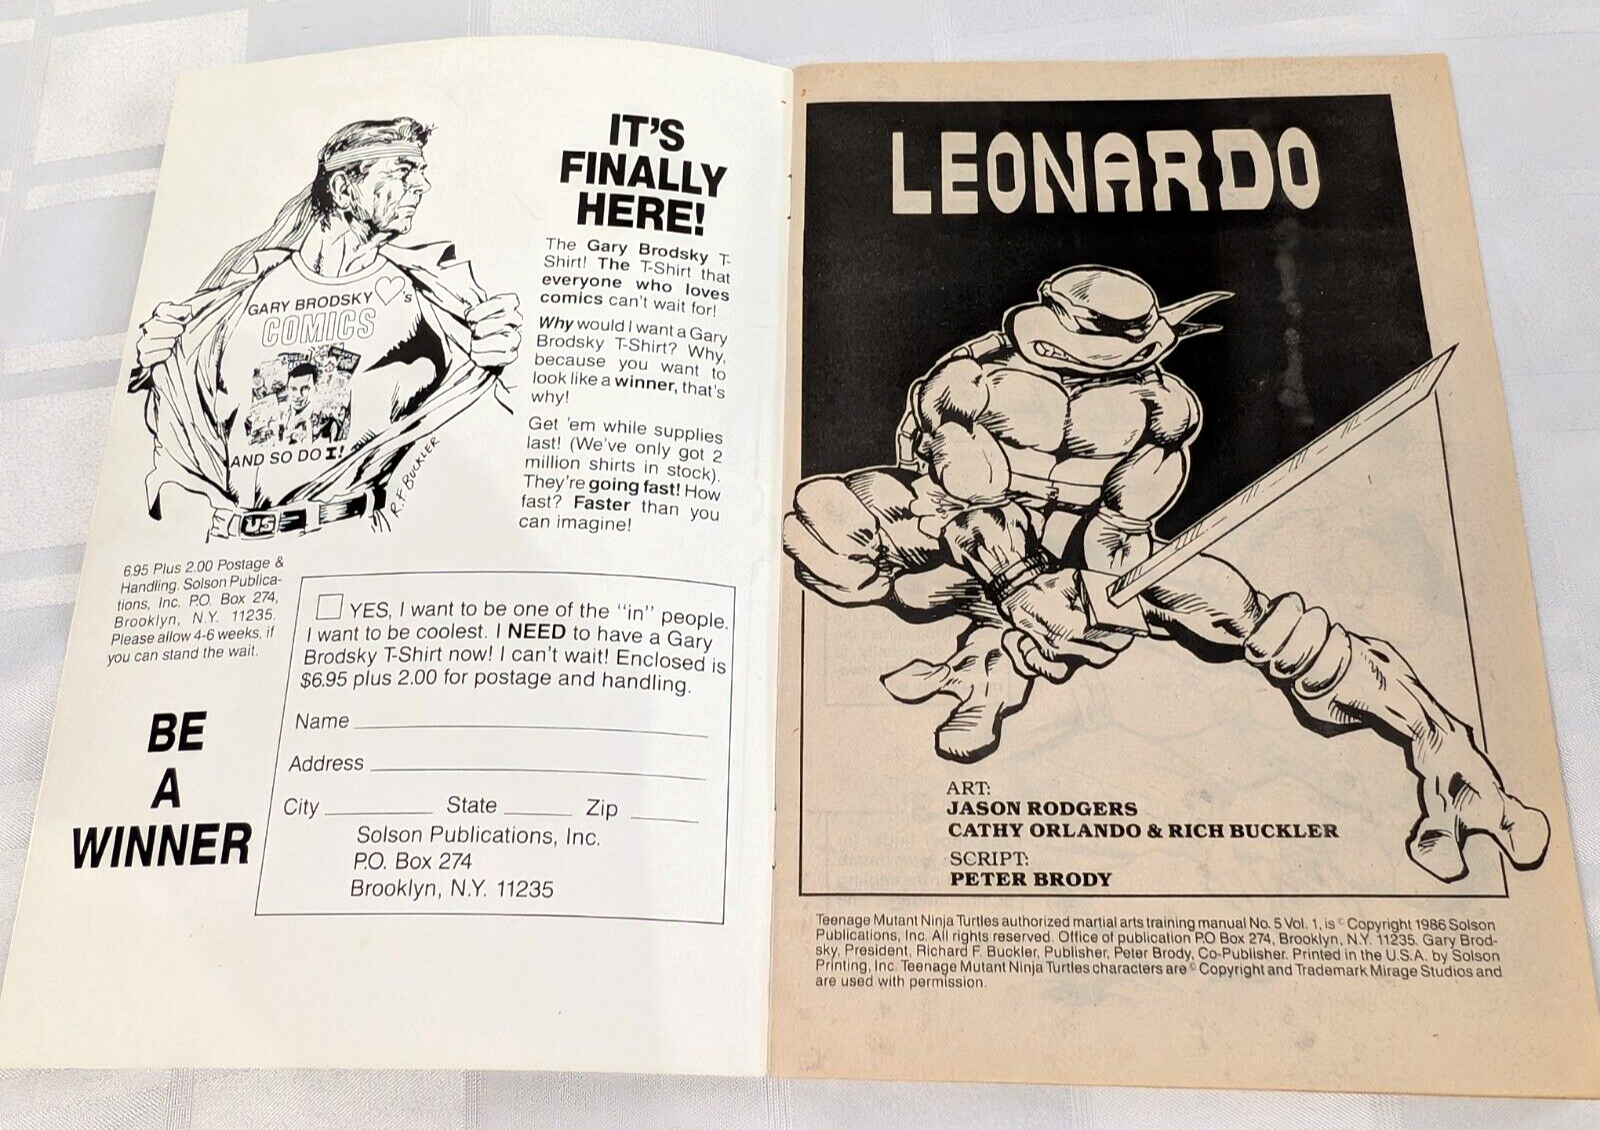 GARY BRODSKY ♡'s
COMICS
AND SO DO I!
R.F. BUCKLER
US
IT'S
FINALLY
HERE!
The Gary Brodsky T-
Shirt! The T-Shirt that
everyone who loves
comics can't wait for!
Why would I want a Gary
Brodsky T-Shirt? Why,
because you want to
look like a winner, that's
why!
Get 'em while supplies
last! (We've only got 2
million shirts in stock).
They're going fast! How
fast? Faster than you
can imagine!
6.95 Plus 2.00 Postage &
Handling. Solson Publica-
tions, Inc. P.O. Box 274,
Brooklyn, N.Y. 11235.
Please allow 4-6 weeks, if
you can stand the wait.
BE
A
WINNER
YES, I want to be one of the "in" people.
I want to be coolest. I NEED to have a Gary
Brodsky T-Shirt now! I can't wait! Enclosed is
$6.95 plus 2.00 for postage and handling.
Name
Address
City State Zip
Solson Publications, Inc.
P.O. Box 274
Brooklyn, N.Y. 11235
LEONARDO
ART:
JASON RODGERS
CATHY ORLANDO & RICH BUCKLER
SCRIPT:
PETER BRODY
Teenage Mutant Ninja Turtles authorized martial arts training manual No. 5 Vol. 1, is © Copyright 1986 Solson
Publications, Inc. All rights reserved. Office of publication P.O Box 274, Brooklyn, N.Y. 11235. Gary Brod-
sky, President, Richard F. Buckler, Publisher, Peter Brody, Co-Publisher. Printed in the U.S.A. by Solson
Printing, Inc. Teenage Mutant Ninja Turtles characters are © Copyright and Trademark Mirage Studios and
are used with permission.